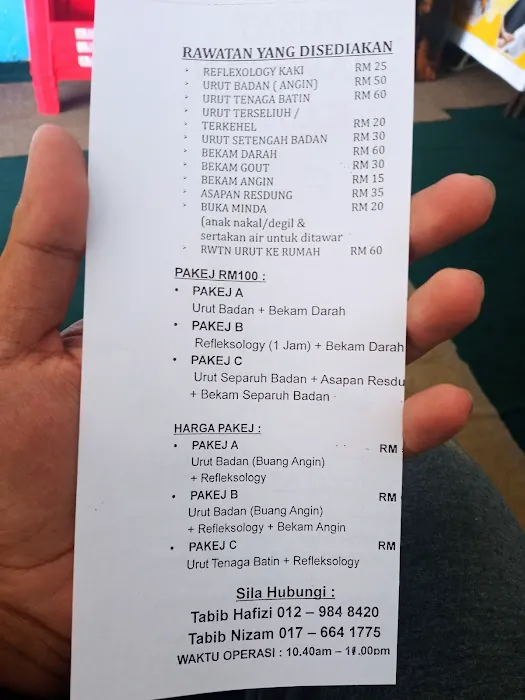 RAWATAN YANG DISEDIAKAN
• REFLEXOLOGY KAKI RM 25
• URUT BADAN ( ANGIN) RM 50
• URUT TENAGA BATIN RM 60
• URUT TERSELIUH /
• TERKEHEL RM 20
• URUT SETENGAH BADAN RM 30
• BEKAM DARAH RM 60
• BEKAM GOUT RM 30
• BEKAM ANGIN RM 15
• ASAPAN RESDUNG RM 35
• BUKA MINDA RM 20
(anak nakal/degil &
sertakan air untuk ditawar
• RWTN URUT KE RUMAH RM 60
PAKEJ RM100 :
• PAKEJ A
Urut Badan + Bekam Darah
• PAKEJ B
Refleksology (1 Jam) + Bekam Darah
• PAKEJ C
Urut Separuh Badan + Asapan Resdu
+ Bekam Separuh Badan
HARGA PAKEJ :
• PAKEJ A RM
Urut Badan (Buang Angin)
+ Refleksology
• PAKEJ B RM
Urut Badan (Buang Angin)
+ Refleksology + Bekam Angin
• PAKEJ C RM
Urut Tenaga Batin + Refleksology
Sila Hubungi :
Tabib Hafizi 012 – 984 8420
Tabib Nizam 017 – 664 1775
WAKTU OPERASI : 10.40am – 11.00pm